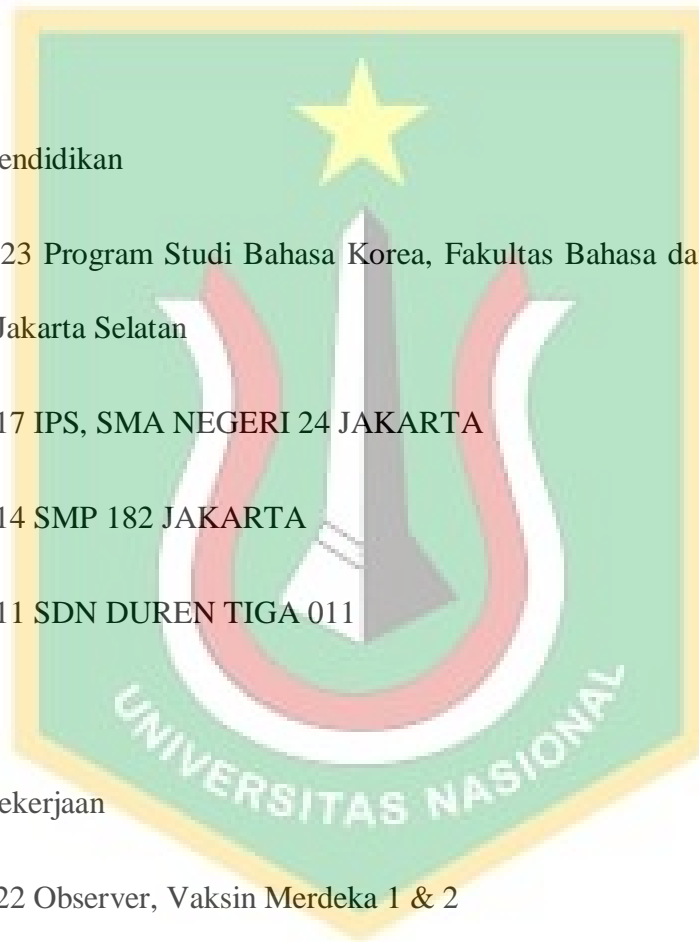 endidikan
23 Program Studi Bahasa Korea, Fakultas Bahasa da
Jakarta Selatan
17 IPS, SMA NEGERI 24 JAKARTA
14 SMP 182 JAKARTA
11 SDN DUREN TIGA 011
UNIVERSITAS NASIONAL
ekerjaan
22 Observer, Vaksin Merdeka 1 & 2